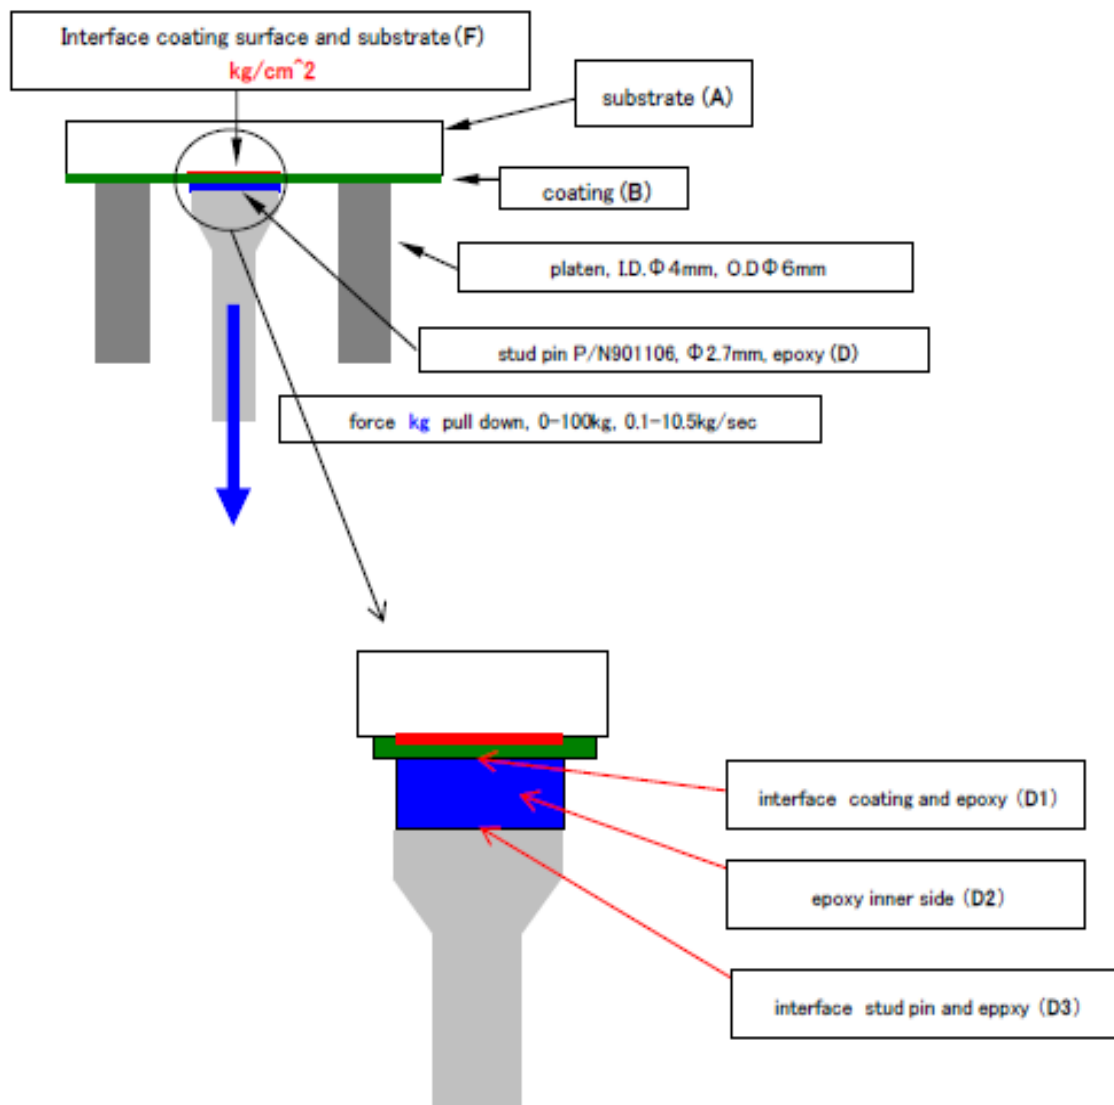 Interface coating surface and substrate(F)
kg/cm^2
substrate (A)
coating (B)
platen, I.D.Φ4mm, O.DΦ6mm
stud pin P/N901106, Φ2.7mm, epoxy (D)
force kg pull down, 0-100kg, 0.1-10.5kg/sec
interface coating and epoxy (D1)
epoxy inner side (D2)
interface stud pin and eppxy (D3)